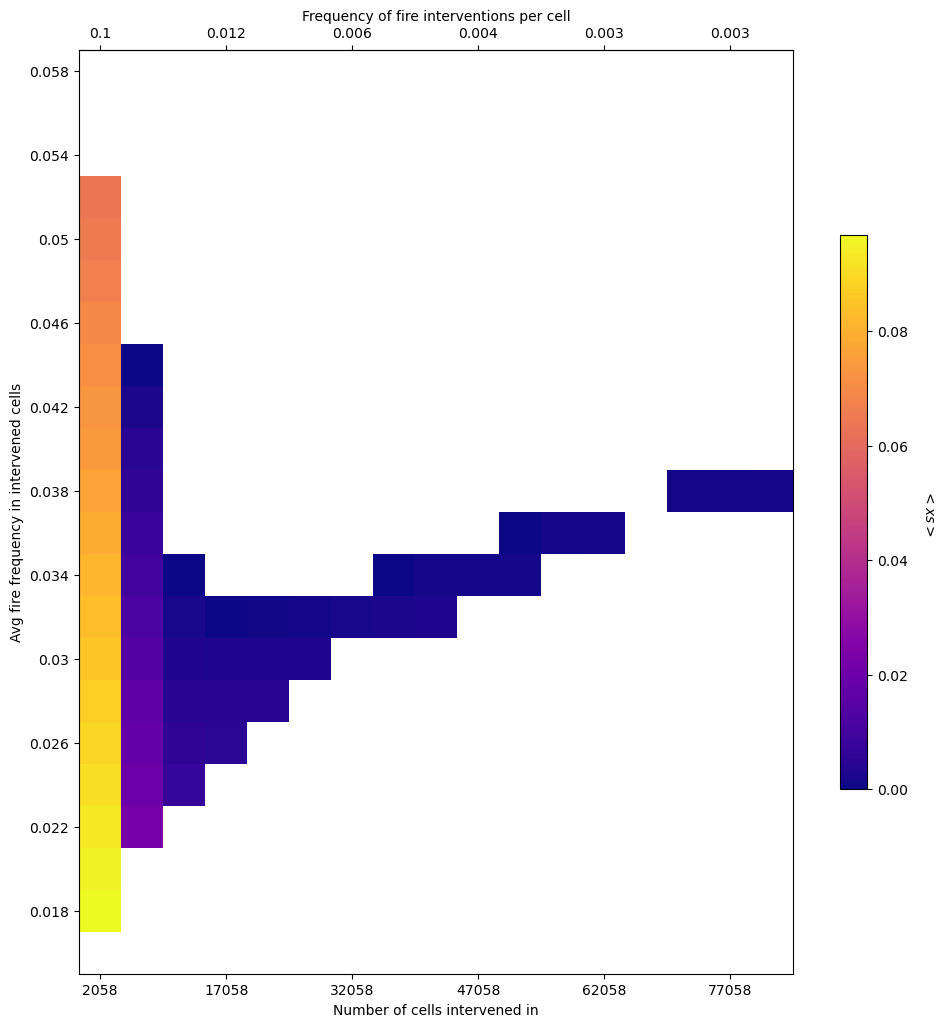 Frequency of fire interventions per cell
0.1 0.012 0.006 0.004 0.003 0.003
0.058
0.054
0.05
0.046
0.042
0.038
0.034
0.03
0.026
0.022
0.018
Avg fire frequency in intervened cells
2058 17058 32058 47058 62058 77058
Number of cells intervened in
0.08
0.06
0.04
0.02
0.00
< sx >